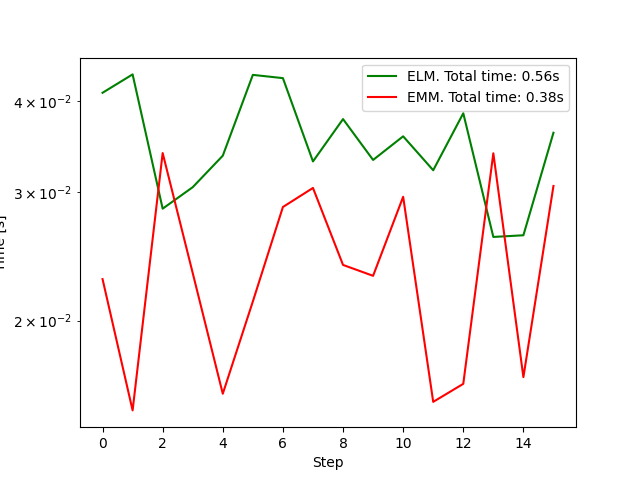 ELM. Total time: 0.56s
EMM. Total time: 0.38s
4 × 10⁻²
3 × 10⁻²
2 × 10⁻²
Time [s]
0 2 4 6 8 10 12 14
Step